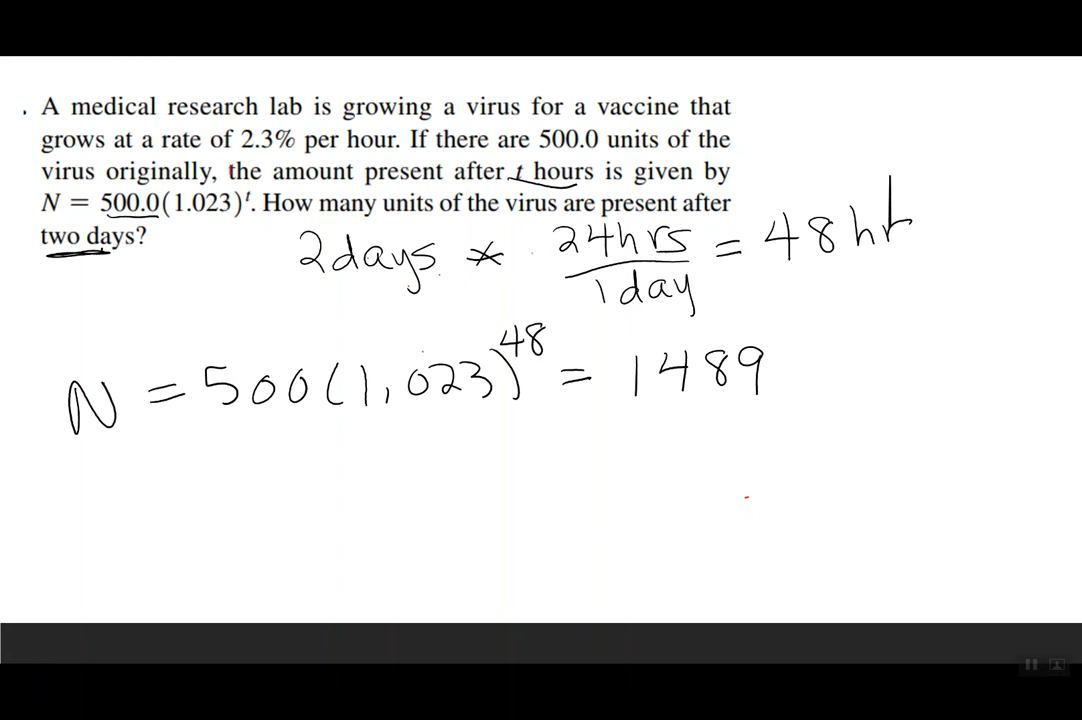 . A medical research lab is growing a virus for a vaccine that
grows at a rate of 2.3% per hour. If there are 500.0 units of the
virus originally, the amount present after t hours is given by
N = 500.0(1.023)^t. How many units of the virus are present after
two days?
2days * 24hrs/1day = 48hr
N = 500(1,023)^48 = 1489